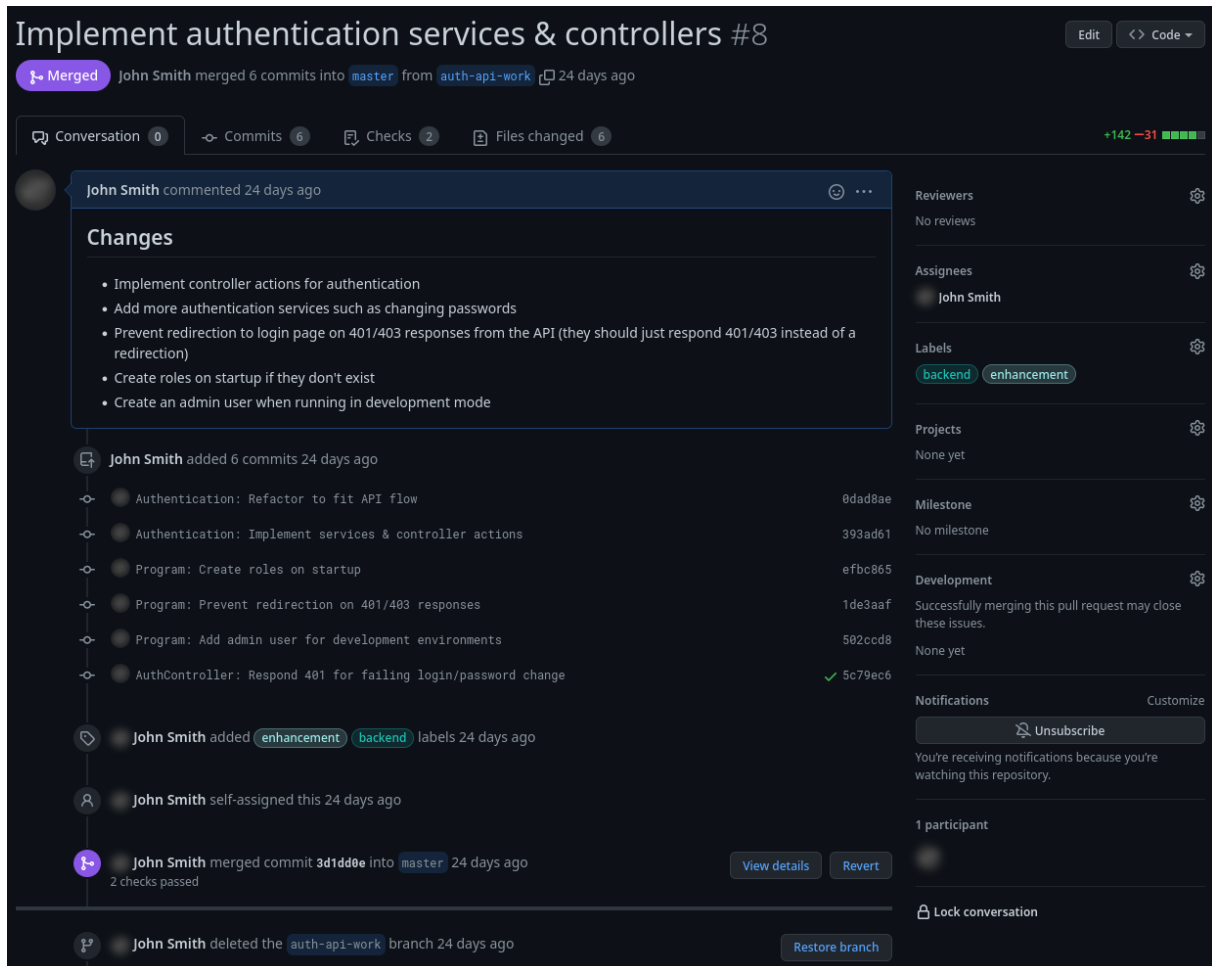 Implement authentication services & controllers #8
Edit
<> Code
Merged John Smith merged 6 commits into master from auth-api-work 24 days ago
Conversation 0 Commits 6 Checks 2 Files changed 6
+142 −31
John Smith commented 24 days ago
Changes
• Implement controller actions for authentication
• Add more authentication services such as changing passwords
• Prevent redirection to login page on 401/403 responses from the API (they should just respond 401/403 instead of a
redirection)
• Create roles on startup if they don't exist
• Create an admin user when running in development mode
John Smith added 6 commits 24 days ago
Authentication: Refactor to fit API flow 0dad8ae
Authentication: Implement services & controller actions 393ad61
Program: Create roles on startup efbc865
Program: Prevent redirection on 401/403 responses 1de3aaf
Program: Add admin user for development environments 502ccd8
AuthController: Respond 401 for failing login/password change 5c79ec6
John Smith added enhancement backend labels 24 days ago
John Smith self-assigned this 24 days ago
John Smith merged commit 3d1dd0e into master 24 days ago
2 checks passed
View details
Revert
John Smith deleted the auth-api-work branch 24 days ago
Restore branch
Reviewers
No reviews
Assignees
John Smith
Labels
backend enhancement
Projects
None yet
Milestone
No milestone
Development
Successfully merging this pull request may close
these issues.
None yet
Notifications Customize
Unsubscribe
You're receiving notifications because you're
watching this repository.
1 participant
Lock conversation